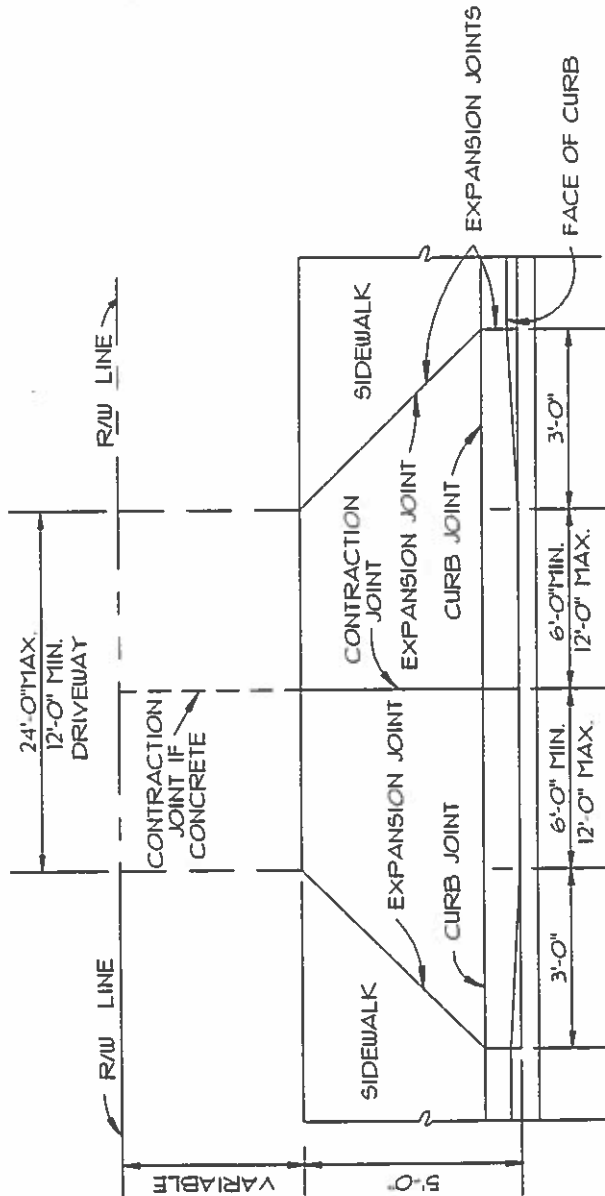 24'-0"MAX.
12'-0" MIN.
DRIVEWAY
R/W LINE
R/W LINE
CONTRACTION
JOINT IF
CONCRETE
VARIABLE
SIDEWALK
SIDEWALK
EXPANSION JOINTS
CONTRACTION
JOINT
EXPANSION JOINT
EXPANSION JOINT
CURB JOINT
CURB JOINT
5'-0"
FACE OF CURB
3'-0"
6'-0" MIN.
12'-0" MAX.
6'-0"MIN.
12'-0" MAX.
3'-0"